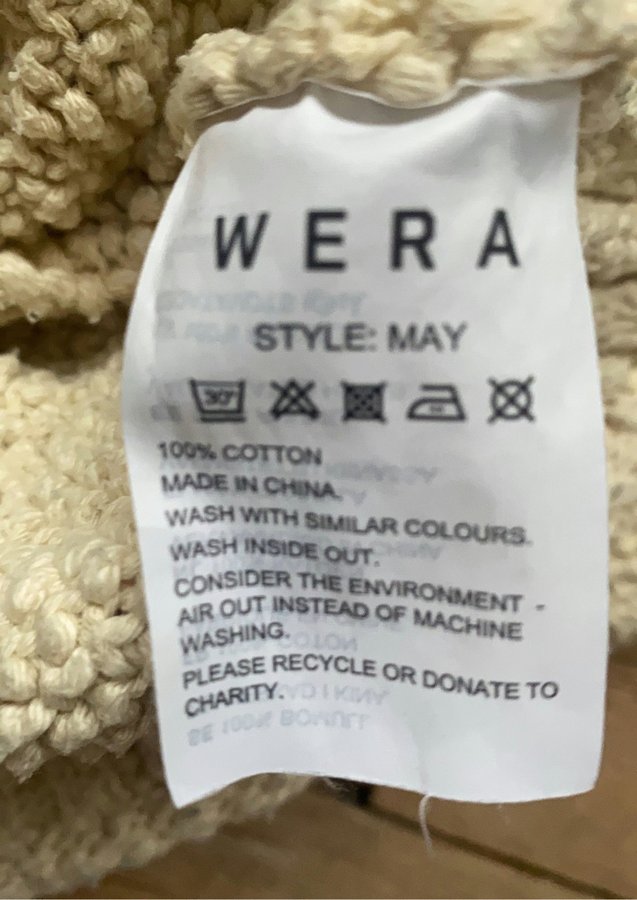 WERA
STYLE: MAY
30°
100% COTTON
MADE IN CHINA.
WASH WITH SIMILAR COLOURS.
WASH INSIDE OUT.
CONSIDER THE ENVIRONMENT -
AIR OUT INSTEAD OF MACHINE
WASHING.
PLEASE RECYCLE OR DONATE TO
CHARITY.